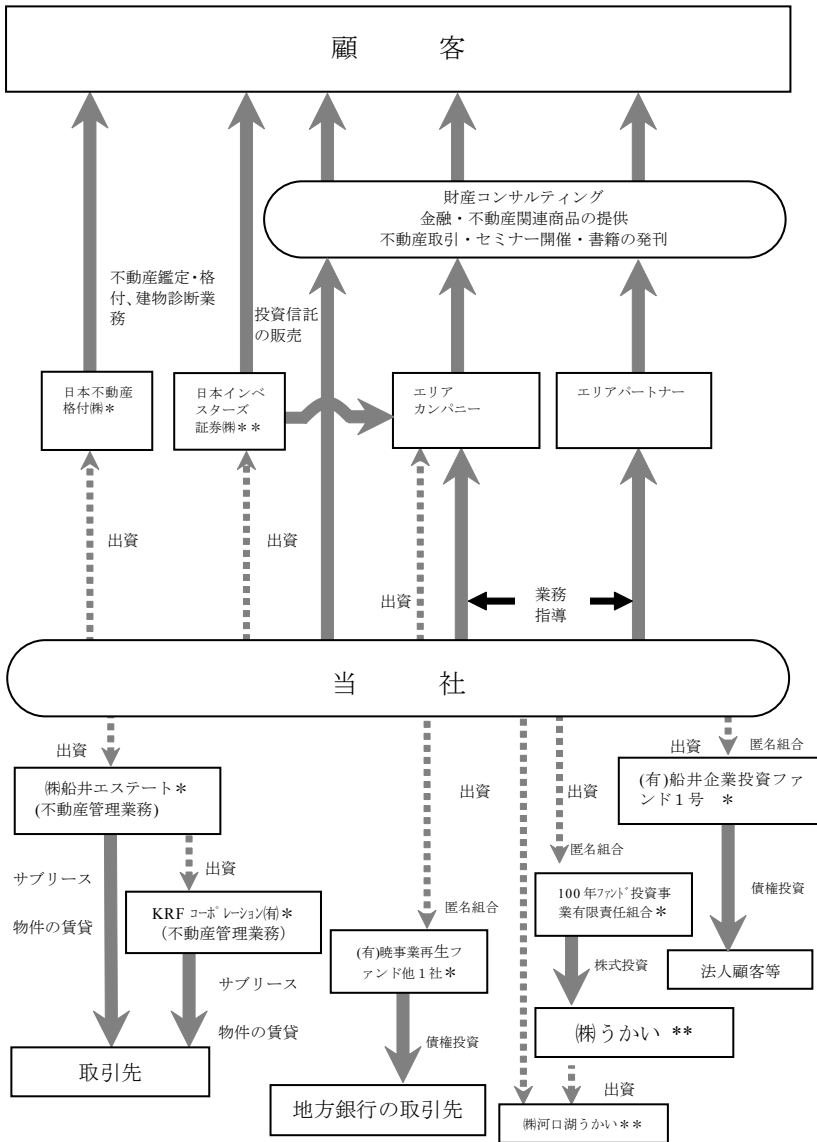 顧客
財産コンサルティング
金融・不動産関連商品の提供
不動産取引・セミナー開催・書籍の発刊
不動産鑑定・格
付、建物診断業
務
投資信託
の販売
日本不動産
格付㈱＊
日本インベ
スターズ
証券㈱＊＊
エリア
カンパニー
エリアパートナー
出資
出資
出資
業務
指導
当社
出資
㈱船井エステート＊
(不動産管理業務)
サブリース
物件の賃貸
出資
KRF コーポレーション㈲＊
（不動産管理業務）
サブリース
物件の賃貸
取引先
出資
匿名組合
(有)暁事業再生フ
ァンド他１社＊
債権投資
地方銀行の取引先
出資
匿名組合
100年ファンド投資事
業有限責任組合＊
株式投資
㈱うかい **
出資
㈱河口湖うかい＊＊
出資
匿名組合
(有)船井企業投資ファ
ンド１号 ＊
債権投資
法人顧客等